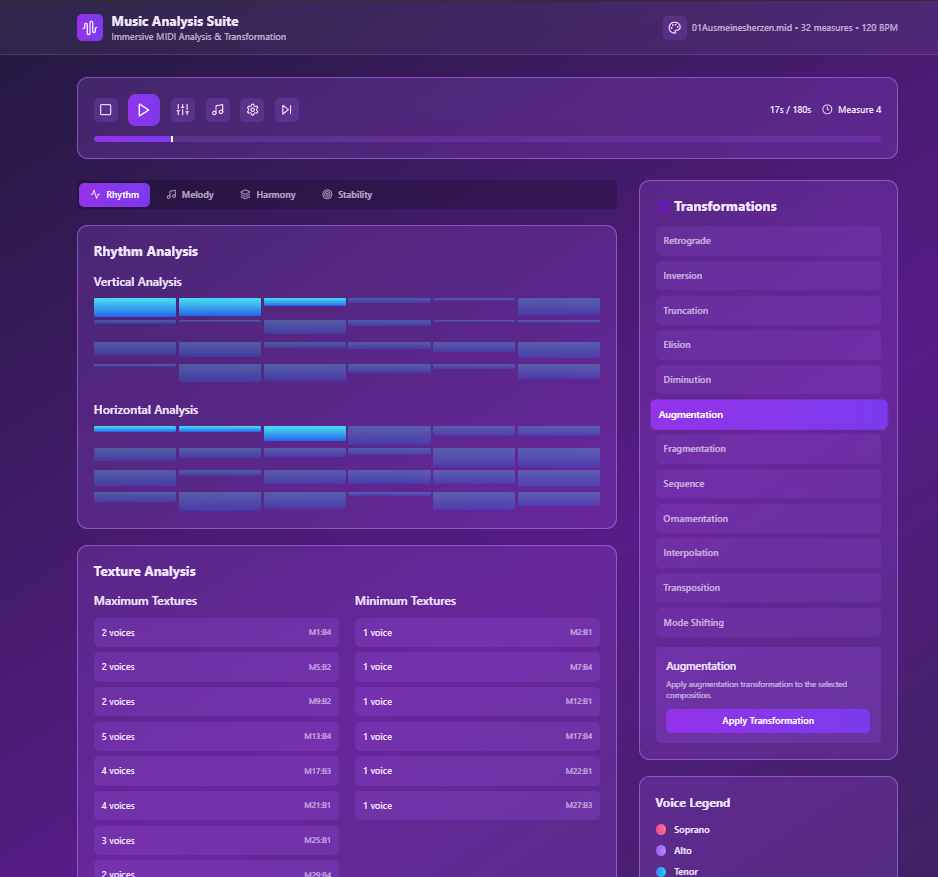 Music Analysis Suite
Immersive MIDI Analysis & Transformation
01Ausmeinesherzen.mid • 32 measures • 120 BPM
17s / 180s
Measure 4
Rhythm
Melody
Harmony
Stability
Rhythm Analysis
Vertical Analysis
Horizontal Analysis
Texture Analysis
Maximum Textures
2 voices M1:B4
2 voices M5:B2
2 voices M9:B2
5 voices M13:B4
4 voices M17:B3
4 voices M21:B1
3 voices M25:B1
2 voices M29:B4
Minimum Textures
1 voice M2:B1
1 voice M7:B4
1 voice M12:B1
1 voice M17:B4
1 voice M22:B1
1 voice M27:B3
Transformations
Retrograde
Inversion
Truncation
Elision
Diminution
Augmentation
Fragmentation
Sequence
Ornamentation
Interpolation
Transposition
Mode Shifting
Augmentation
Apply augmentation transformation to the selected
composition.
Apply Transformation
Voice Legend
Soprano
Alto
Tenor